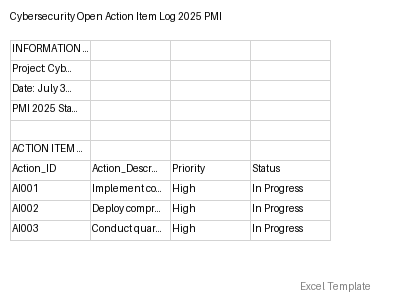 Cybersecurity Open Action Item Log 2025 PMI
INFORMATION...
Project: Cyb...
Date: July 3...
PMI 2025 Sta...
ACTION ITEM ...
Action_ID Action_Descr... Priority Status
AI001 Implement co... High In Progress
AI002 Deploy compr... High In Progress
AI003 Conduct quar... High In Progress
Excel Template